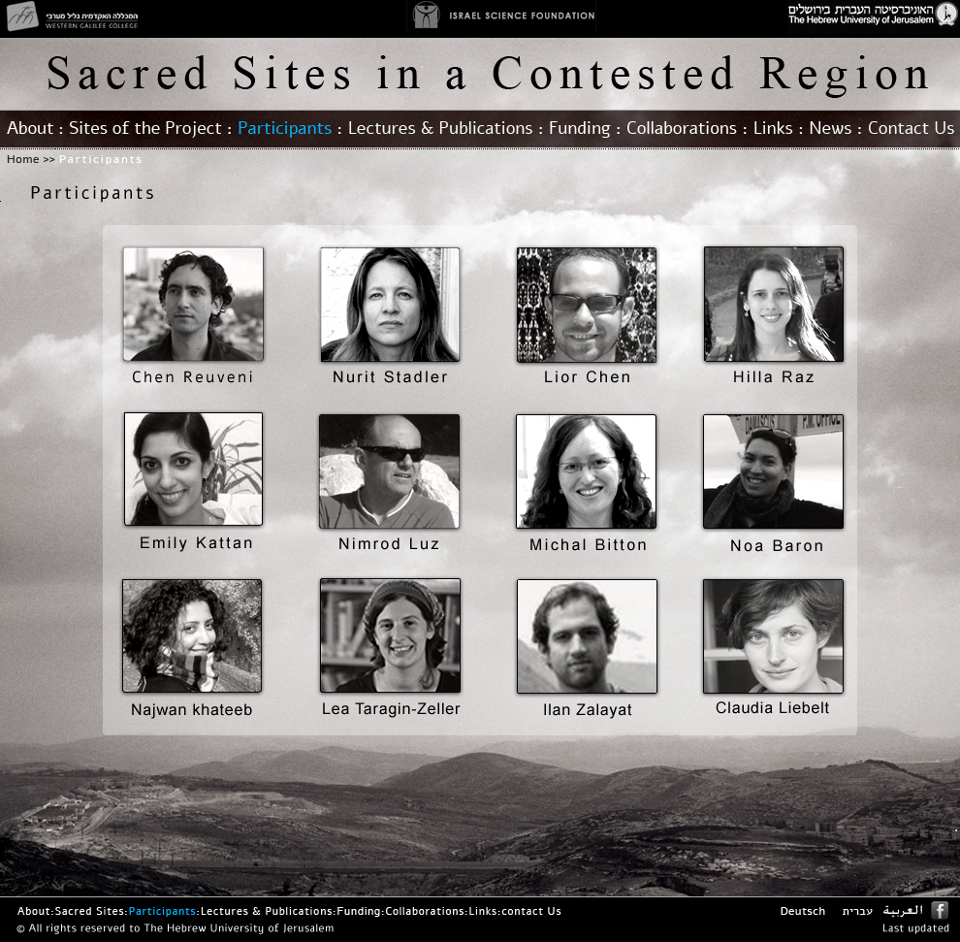 המכללה האקדמית גליל מערבי
WESTERN GALILEE COLLEGE
ISRAEL SCIENCE FOUNDATION
האוניברסיטה העברית בירושלים
The Hebrew University of Jerusalem
Sacred Sites in a Contested Region
About : Sites of the Project : Participants : Lectures & Publications : Funding : Collaborations : Links : News : Contact Us
Home >> Participants
Participants
Chen Reuveni
Nurit Stadler
Lior Chen
Hilla Raz
DAMASCUS P.M. OFFICE
Emily Kattan
Nimrod Luz
Michal Bitton
Noa Baron
Najwan khateeb
Lea Taragin-Zeller
Ilan Zalayat
Claudia Liebelt
About:Sacred Sites:Participants:Lectures & Publications:Funding:Collaborations:Links:contact Us
Deutsch עברית العربية
© All rights reserved to The Hebrew University of Jerusalem
Last updated